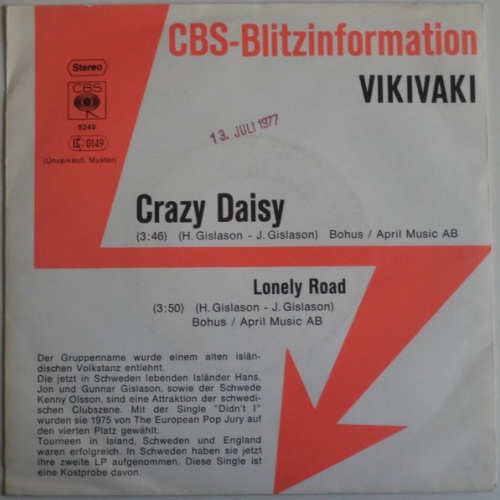 CBS-Blitzinformation
VIKIVAKI
Stereo
CBS
5240
LC 0149
(Unverkäufl. Muster)
13. JULI 1977
Crazy Daisy
(3:46) (H. Gislason - J. Gislason) Bohus / April Music AB
Lonely Road
(3:50) (H. Gislason - J. Gislason)
Bohus / April Music AB
Der Gruppenname wurde einem alten islän-
dischen Volkstanz entlehnt.
Die jetzt in Schweden lebenden Isländer Hans,
Jon und Gunnar Gislason, sowie der Schwede
Kenny Olsson, sind eine Attraktion der schwedi-
schen Clubszene. Mit der Single "Didn't I"
wurden sie 1975 von The European Pop Jury auf
den vierten Platz gewählt.
Tourneen in Island, Schweden und England
waren erfolgreich. In Schweden haben sie jetzt
ihre zweite LP aufgenommen. Diese Single ist
eine Kostprobe davon.